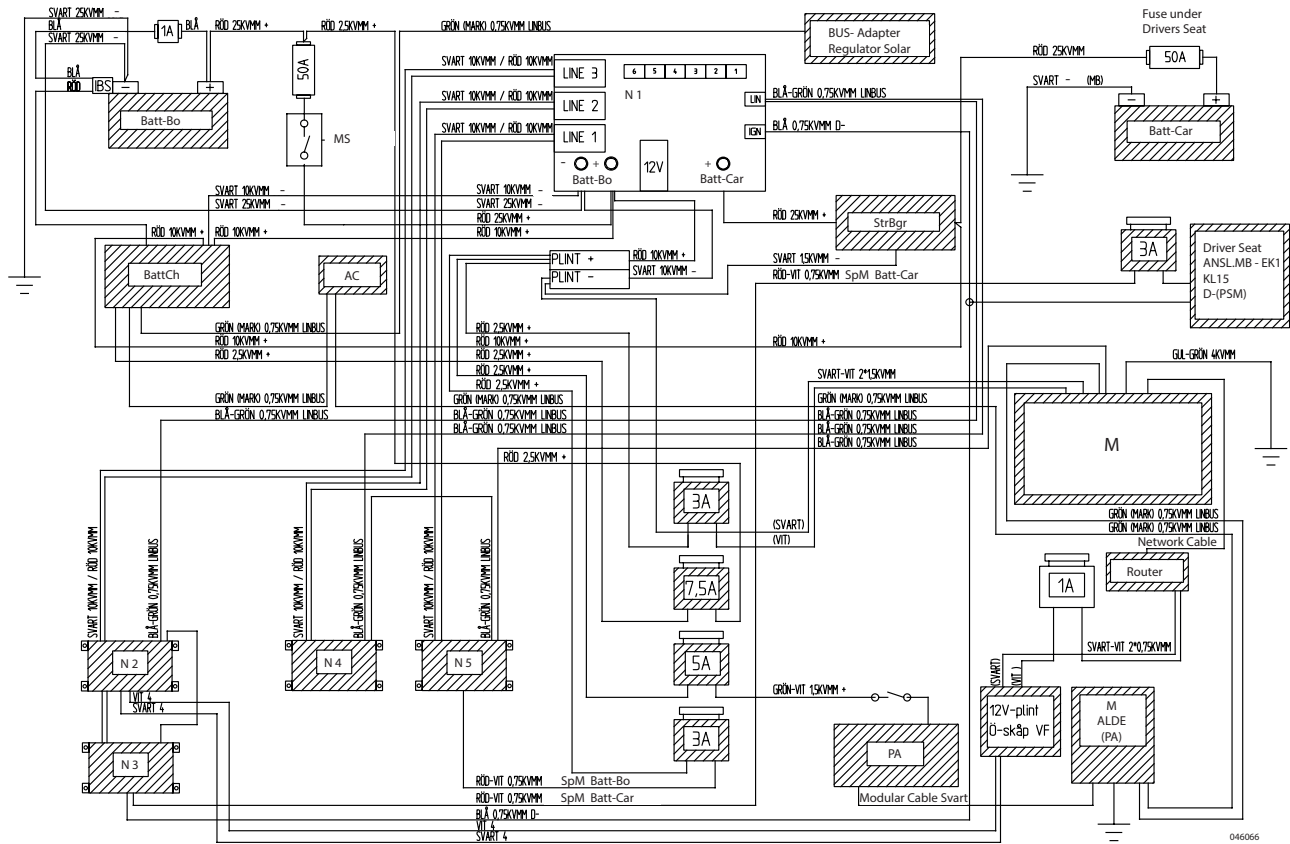 SVART 25KVMM -
BLÅ
SVART 25KVMM -
1A
BLÅ
RÖD 25KVMM +
RÖD 2,5KVMM +
GRÖN (MARK) 0,75KVMM LINBUS
BUS- Adapter
Regulator Solar
Fuse under
Drivers Seat
RÖD 25KVMM
50A
BLÅ
RÖD
IBS
-
+
Batt-Bo
50A
MS
SVART 10KVMM / RÖD 10KVMM
SVART 10KVMM / RÖD 10KVMM
SVART 10KVMM / RÖD 10KVMM
LINE 3
LINE 2
LINE 1
6 5 4 3 2 1
N 1
LIN
IGN
BLÅ-GRÖN 0,75KVMM LINBUS
BLÅ 0,75KVMM D-
- +
Batt-Bo
12V
+
Batt-Car
SVART - (MB)
-
+
Batt-Car
SVART 10KVMM -
SVART 25KVMM -
SVART 10KVMM -
SVART 25KVMM -
RÖD 25KVMM +
RÖD 10KVMM +
RÖD 10KVMM +
RÖD 10KVMM +
BattCh
AC
PLINT +
PLINT -
RÖD 10KVMM+
SVART 10KVMM -
RÖD 25KVMM +
StrBgr
SVART 1,5KVMM -
RÖD-VIT 0,75KVMM SpM Batt-Car
3A
Driver Seat
ANSL.MB - EK1
KL15
D-(PSM)
GRÖN (MARK) 0,75KVMM LINBUS
RÖD 10KVMM +
RÖD 2,5KVMM +
RÖD 2,5KVMM +
RÖD 10KVMM +
RÖD 2,5KVMM +
RÖD 2,5KVMM +
RÖD 2,5KVMM +
RÖD 10KVMM +
GUL-GRÖN 4KVMM
SVART-VIT 2*1,5KVMM
GRÖN (MARK) 0,75KVMM LINBUS
BLÅ-GRÖN 0,75KVMM LINBUS
GRÖN (MARK) 0,75KVMM LINBUS
BLÅ-GRÖN 0,75KVMM LINBUS
BLÅ-GRÖN 0,75KVMM LINBUS
GRÖN (MARK) 0,75KVMM LINBUS
BLÅ-GRÖN 0,75KVMM LINBUS
BLÅ-GRÖN 0,75KVMM LINBUS
BLÅ-GRÖN 0,75KVMM LINBUS
RÖD 2,5KVMM +
M
3A
(SVART)
(VIT)
GRÖN (MARK) 0,75KVMM LINBUS
GRÖN (MARK) 0,75KVMM LINBUS
Network Cable
Router
1A
7,5A
SVART 10KVMM / RÖD 10KVMM
BLÅ-GRÖN 0,75KVMM LINBUS
SVART 10KVMM / RÖD 10KVMM
BLÅ-GRÖN 0,75KVMM LINBUS
SVART 10KVMM / RÖD 10KVMM
BLÅ-GRÖN 0,75KVMM LINBUS
N 2
N 4
N 5
5A
SVART-VIT 2*0,75KVMM
(SVART)
(VIT )
GRÖN-VIT 1,5KVMM +
VIT 4
SVART 4
12V-plint
Ö-skåp VF
M
ALDE
(PA)
N 3
3A
PA
RÖD-VIT 0,75KVMM SpM Batt-Bo
RÖD-VIT 0,75KVMM SpM Batt-Car
BLÅ 0,75KVMM D-
VIT 4
SVART 4
Modular Cable Svart
046066